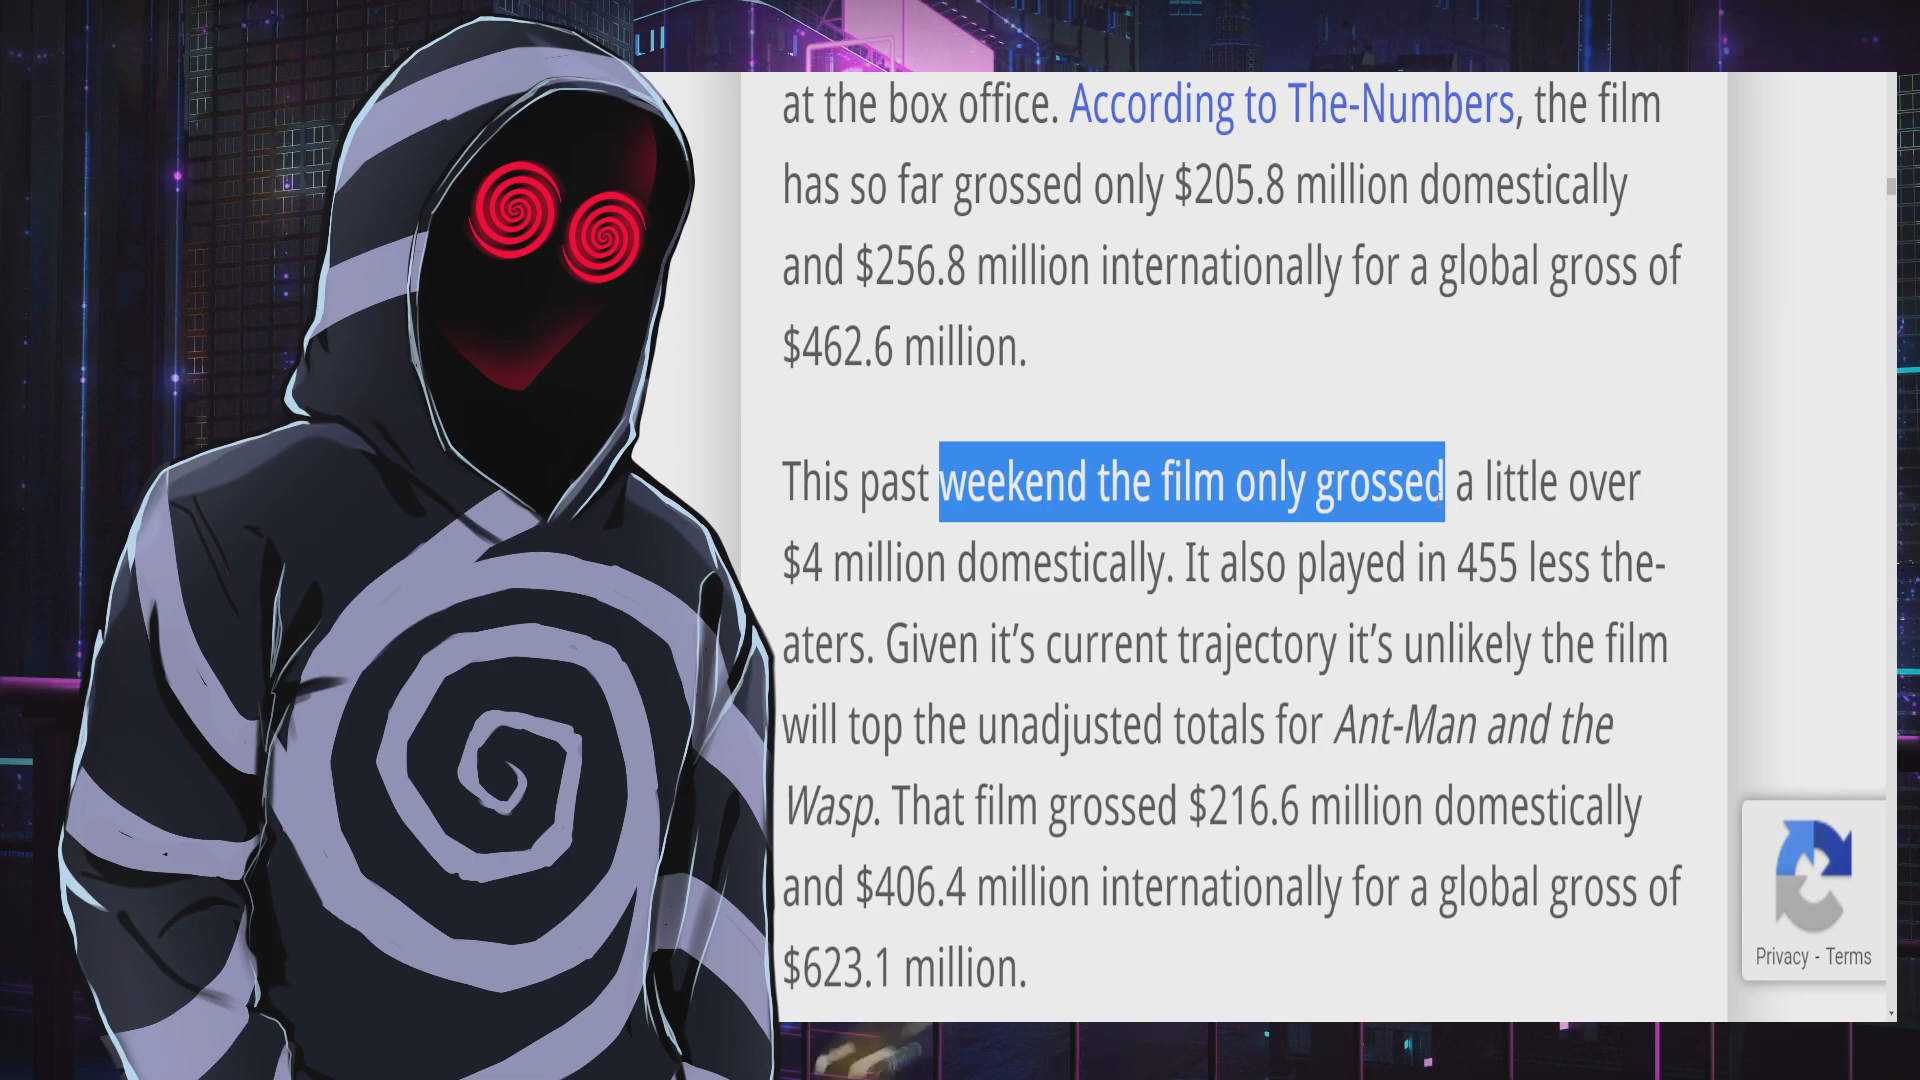 at the box office. According to The-Numbers, the film
has so far grossed only $205.8 million domestically
and $256.8 million internationally for a global gross of
$462.6 million.
This past weekend the film only grossed a little over
$4 million domestically. It also played in 455 less the-
aters. Given it’s current trajectory it’s unlikely the film
will top the unadjusted totals for Ant-Man and the
Wasp. That film grossed $216.6 million domestically
and $406.4 million internationally for a global gross of
$623.1 million.
Privacy - Terms